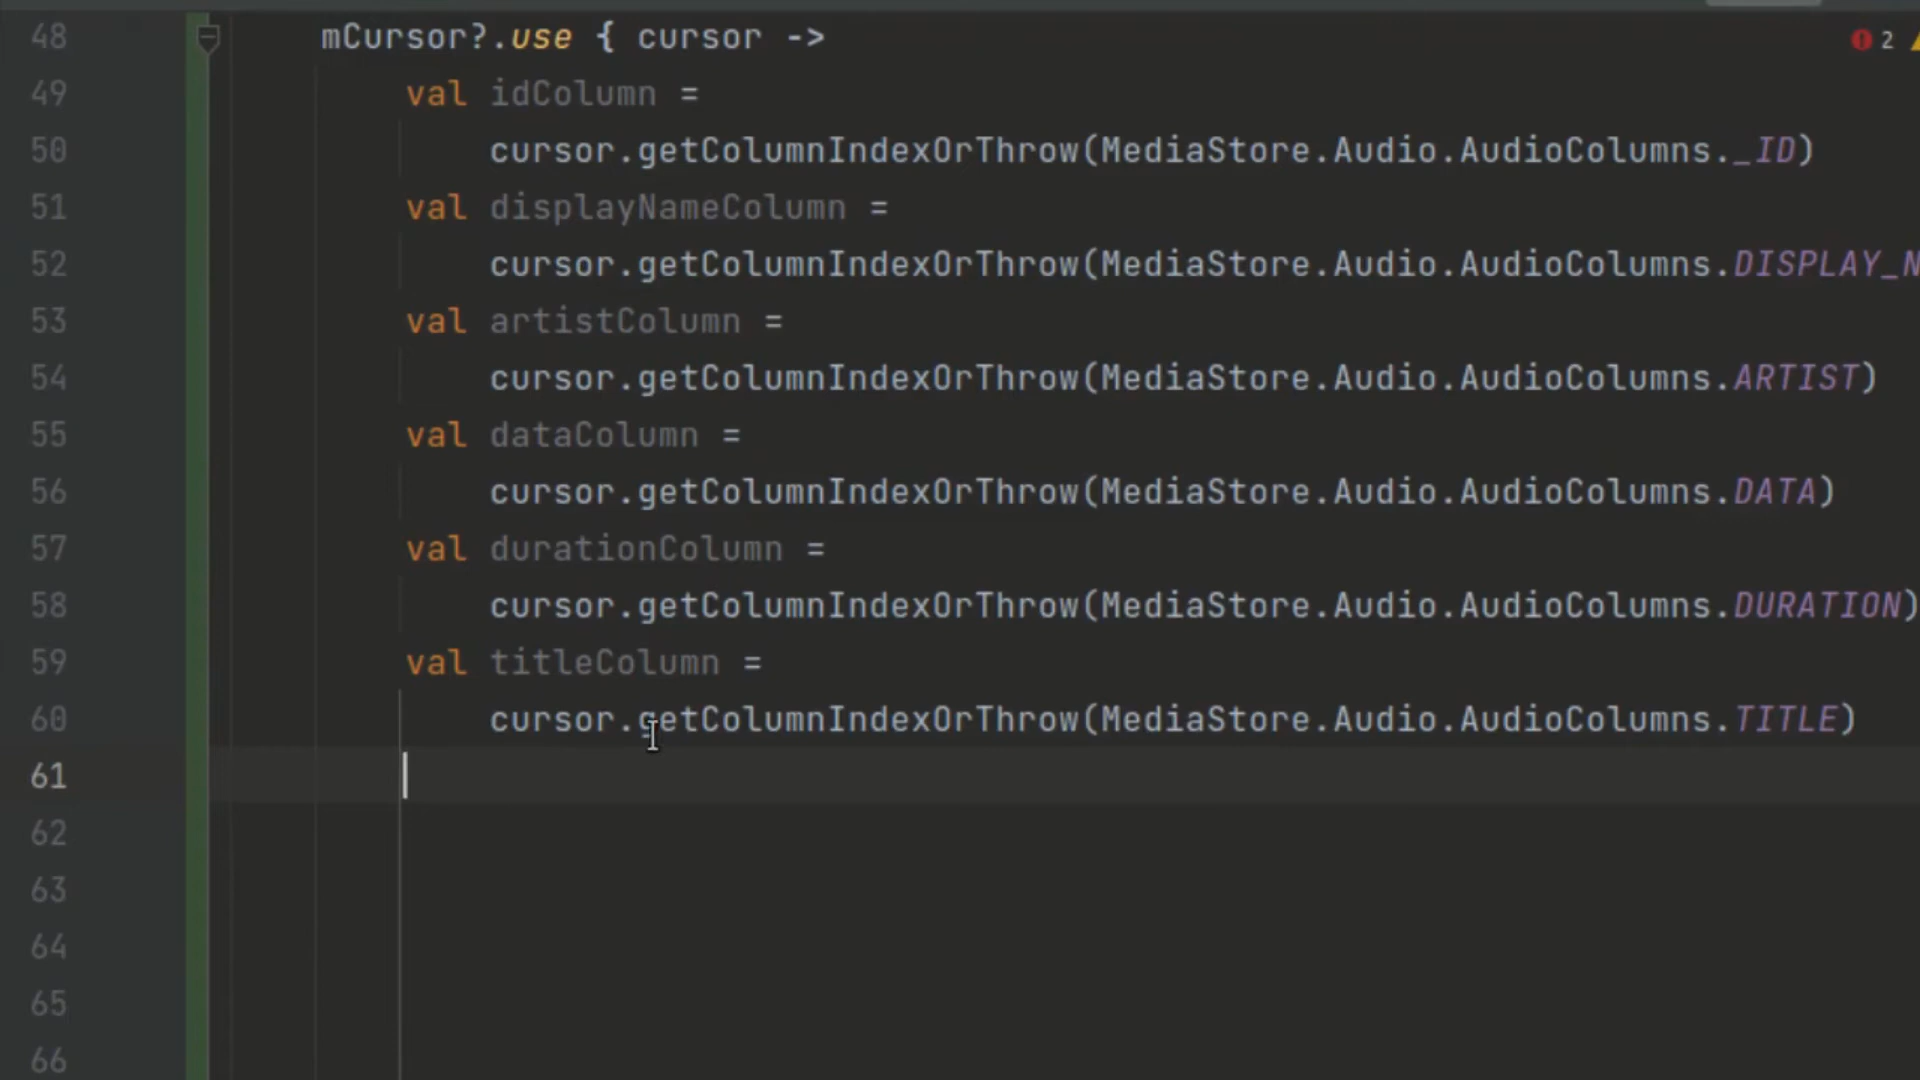 48 mCursor?.use { cursor ->
2
49 val idColumn =
50 cursor.getColumnIndexOrThrow(MediaStore.Audio.AudioColumns._ID)
51 val displayNameColumn =
52 cursor.getColumnIndexOrThrow(MediaStore.Audio.AudioColumns.DISPLAY_N
53 val artistColumn =
54 cursor.getColumnIndexOrThrow(MediaStore.Audio.AudioColumns.ARTIST)
55 val dataColumn =
56 cursor.getColumnIndexOrThrow(MediaStore.Audio.AudioColumns.DATA)
57 val durationColumn =
58 cursor.getColumnIndexOrThrow(MediaStore.Audio.AudioColumns.DURATION)
59 val titleColumn =
60 cursor.getColumnIndexOrThrow(MediaStore.Audio.AudioColumns.TITLE)
61
62
63
64
65
66